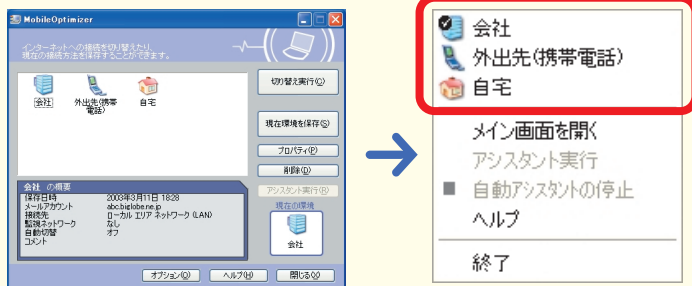 MobileOptimizer
インターネットへの接続を切り替えたり、
現在の接続方法を保存することができます。
会社
外出先(携帯
電話)
自宅
切り替え実行(C)
現在環境を保存(S)
プロパティ(P)
削除(D)
アシスタント実行(R)
現在の環境
会社
会社 の概要
保存日時 2003年3月11日 18:28
メールアカウント abc.biglobe.ne.jp
接続先 ローカル エリア ネットワーク (LAN)
監視ネットワーク なし
自動切替 オフ
コメント
オプション(O) ヘルプ(H) 閉じる(X)
会社
外出先(携帯電話)
自宅
メイン画面を開く
アシスタント実行
自動アシスタントの停止
ヘルプ
終了